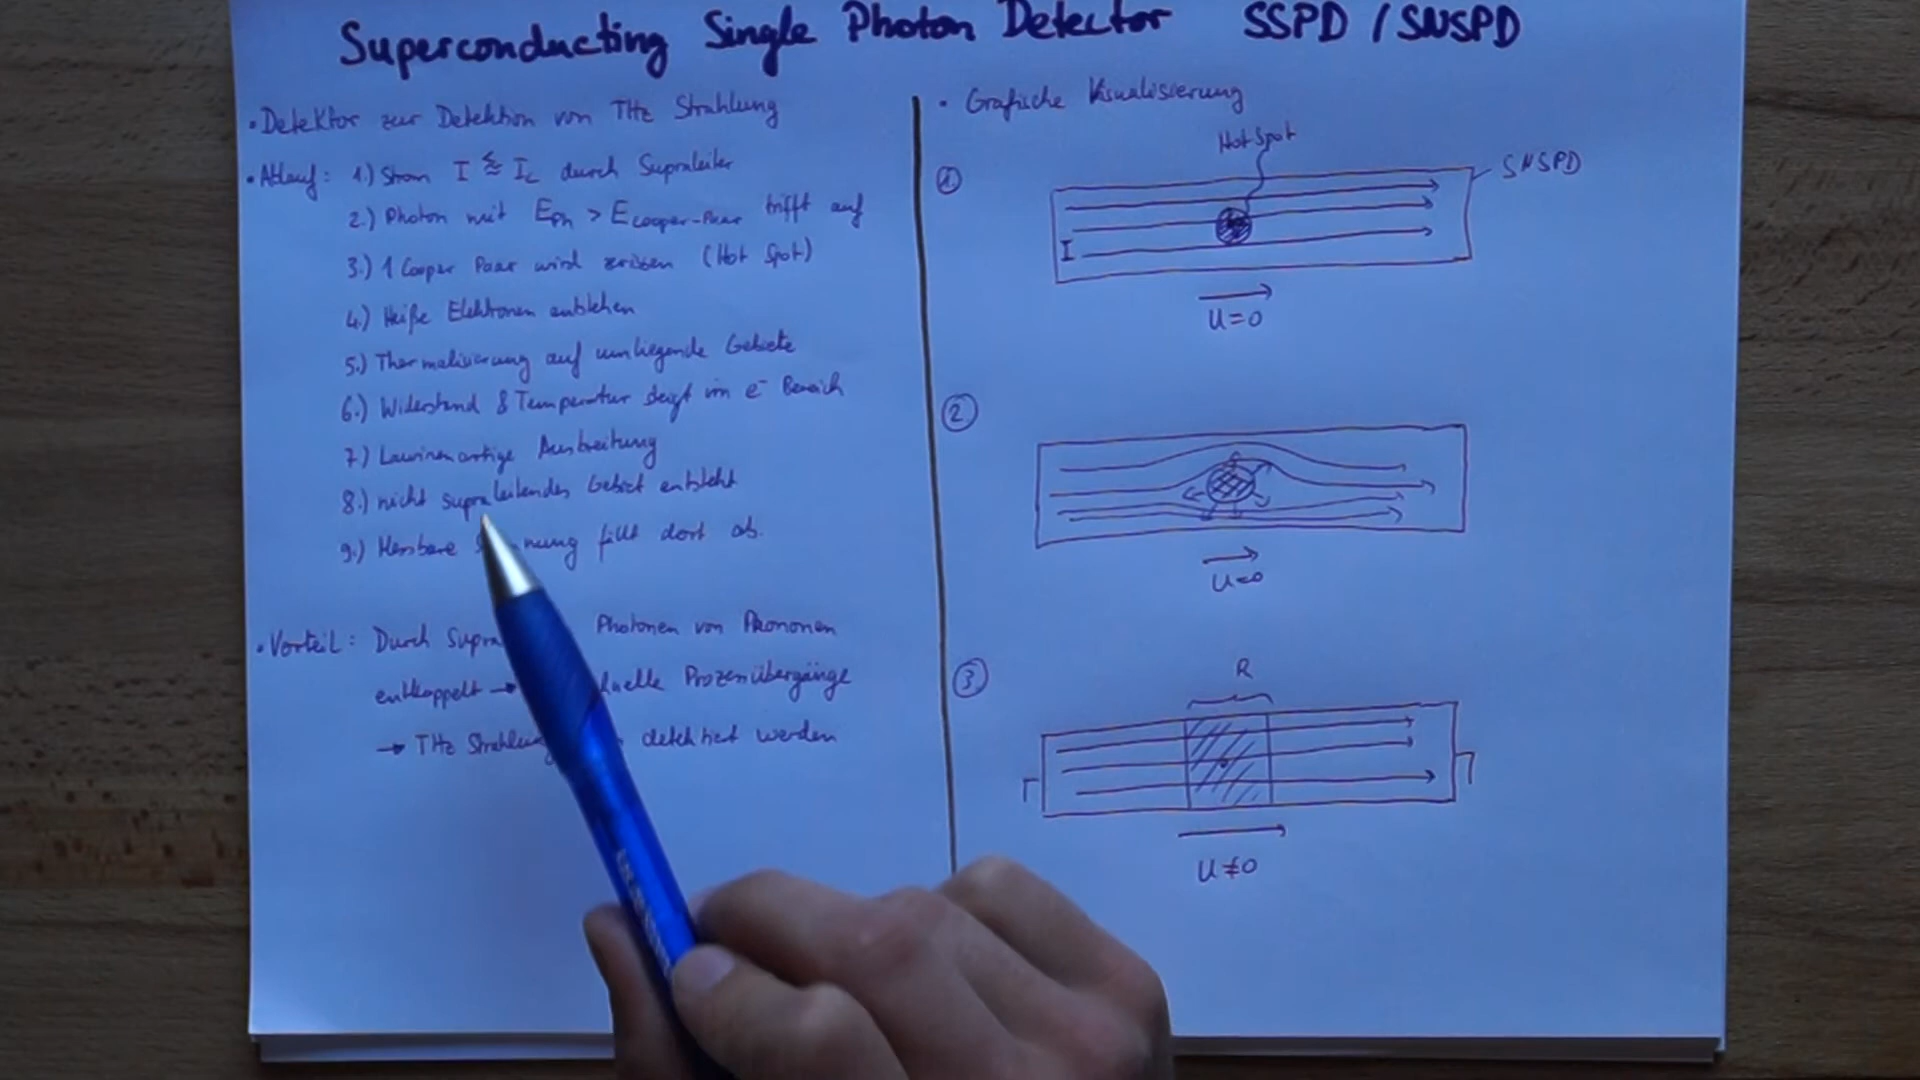 Superconducting Single Photon Detector SSPD / SNSPD
• Detektor zur Detektion von THz Strahlung
• Ablauf: 1.) Strom I ⪅ Ic durch Supraleiter
2.) Photon mit EPh > ECooper-Paar trifft auf
3.) 1 Cooper Paar wird zerissen (Hot Spot)
4.) Heiße Elektronen entstehen
5.) Thermalisierung auf umliegende Gebiete
6.) Widerstand & Temperatur steigt im e⁻ Bereich
7.) Lawinenartige Ausbreitung
8.) nicht supraleitendes Gebiet entsteht
9.) Messbare nung fällt dort ab.
• Vorteil: Durch Supra Photonen von Phononen
entkoppelt → Prozessübergänge
→ THz Strahlung detektiert werden
• Grafische Visualisierung
Hot Spot
① SNSPD
I
U=0
②
U=0
③ R
U≠0